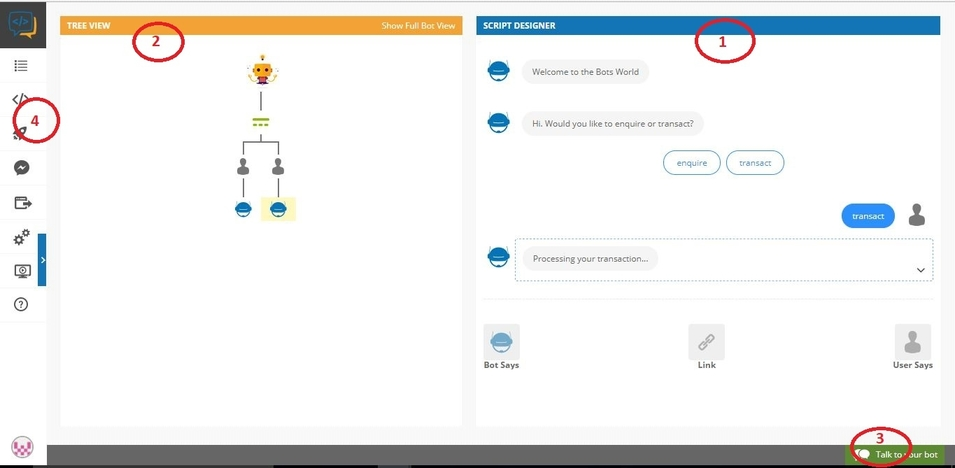 TREE VIEW
Show Full Bot View
2
SCRIPT DESIGNER
1
Welcome to the Bots World
Hi. Would you like to enquire or transact?
enquire
transact
transact
Processing your transaction...
4
Bot Says
Link
User Says
3
Talk to your bot